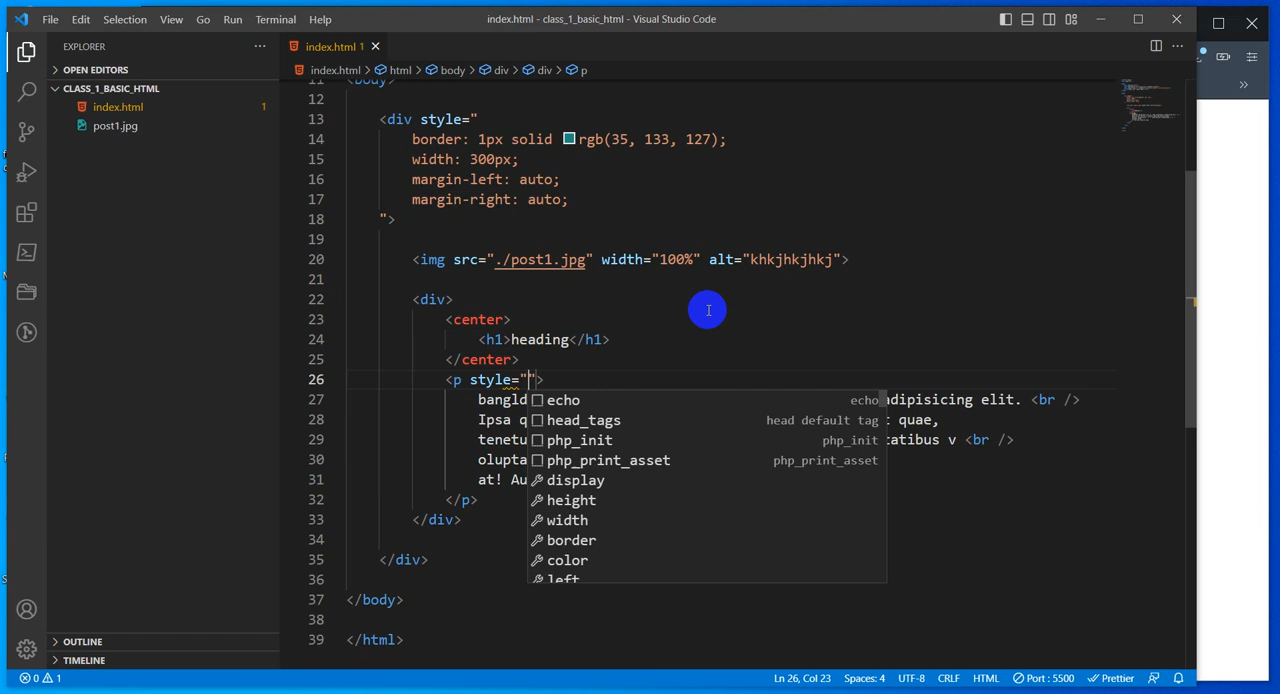 File Edit Selection View Go Run Terminal Help
index.html - class_1_basic_html - Visual Studio Code
EXPLORER
OPEN EDITORS
CLASS_1_BASIC_HTML
index.html 1
post1.jpg
OUTLINE
TIMELINE
index.html 1
index.html > html > body > div > div > p
11 <body>
12
13 <div style="
14 border: 1px solid rgb(35, 133, 127);
15 width: 300px;
16 margin-left: auto;
17 margin-right: auto;
18 ">
19
20 <img src="./post1.jpg" width="100%" alt="khkjhkjhkj">
21
22 <div>
23 <center>
24 <h1>heading</h1>
25 </center>
26 <p style="">
27 bangld dipisicing elit. <br />
28 Ipsa q t quae,
29 tenetu tatibus v <br />
30 olupta
31 at! Au
32 </p>
33 </div>
34
35 </div>
36
37 </body>
38
39 </html>
echo echo
head_tags head default tag
php_init php_init
php_print_asset php_print_asset
display
height
width
border
color
left
0 1
Ln 26, Col 23 Spaces: 4 UTF-8 CRLF HTML Port : 5500 Prettier